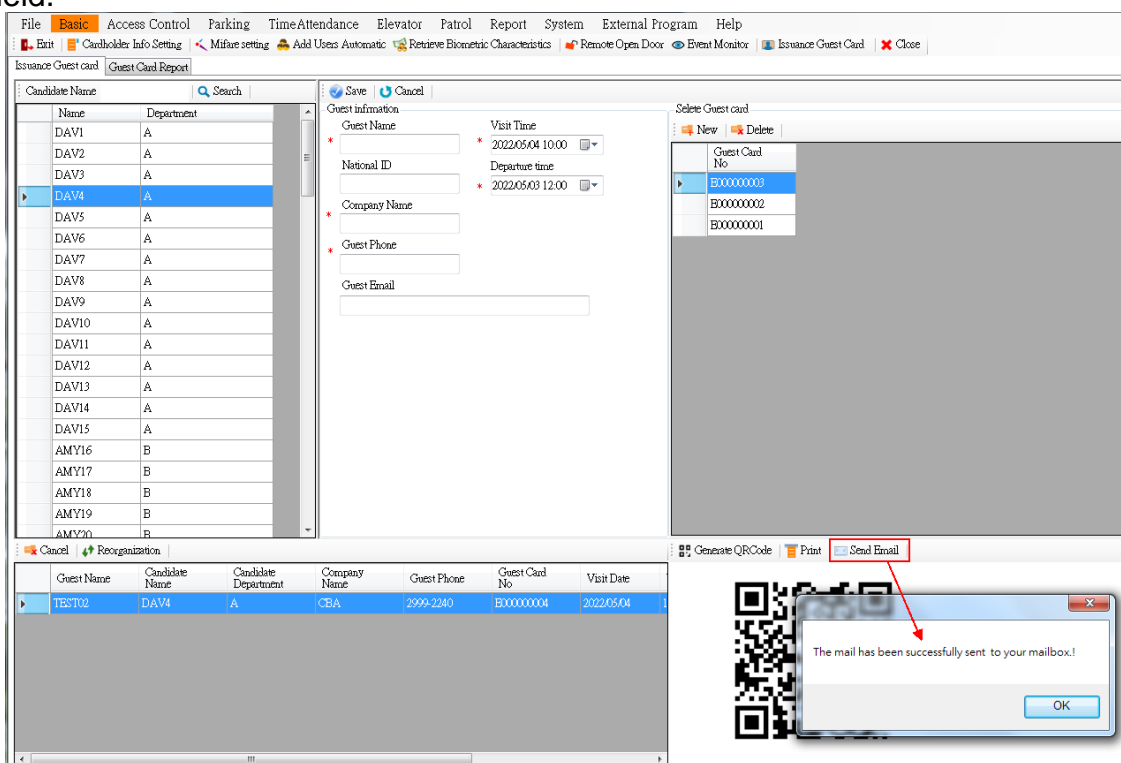 File Basic Access Control Parking TimeAttendance Elevator Patrol Report System External Program Help
Exit Cardholder Info Setting Mifare setting Add Users Automatic Retrieve Biometric Characteristics Remote Open Door Event Monitor Issuance Guest Card Close
Issuance Guest card Guest Card Report
Candidate Name Search
Name Department
DAV1 A
DAV2 A
DAV3 A
DAV4 A
DAV5 A
DAV6 A
DAV7 A
DAV8 A
DAV9 A
DAV10 A
DAV11 A
DAV12 A
DAV13 A
DAV14 A
DAV15 A
AMY16 B
AMY17 B
AMY18 B
AMY19 B
AMY20 B
Save Cancel
Guest infrmation
Guest Name Visit Time
* * 2022/05/04 10:00
National ID Departure time
* 2022/05/03 12:00
Company Name
*
Guest Phone
*
Guest Email
Selete Guest card
New Delete
Guest Card
No
E000000003
E000000002
E000000001
Cancel Reorganization
Guest Name Candidate Name Candidate Department Company Name Guest Phone Guest Card No Visit Date
TEST02 DAV4 A CBA 2999-2240 E000000004 2022/05/04 1
Generate QRCode Print Send Email
The mail has been successfully sent to your mailbox.!
OK